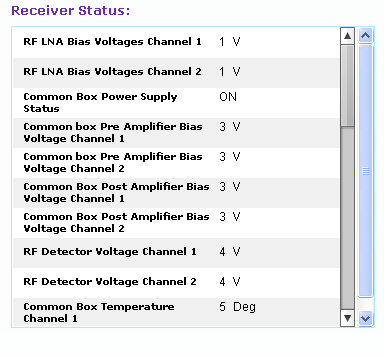 Receiver Status:
RF LNA Bias Voltages Channel 1 1 V
RF LNA Bias Voltages Channel 2 1 V
Common Box Power Supply ON
Status
Common box Pre Amplifier Bias 3 V
Voltage Channel 1
Common box Pre Amplifier Bias 3 V
Voltage Channel 2
Common Box Post Amplifier Bias 3 V
Voltage Channel 1
Common Box Post Amplifier Bias 3 V
Voltage Channel 2
RF Detector Voltage Channel 1 4 V
RF Detector Voltage Channel 2 4 V
Common Box Temperature 5 Deg
Channel 1